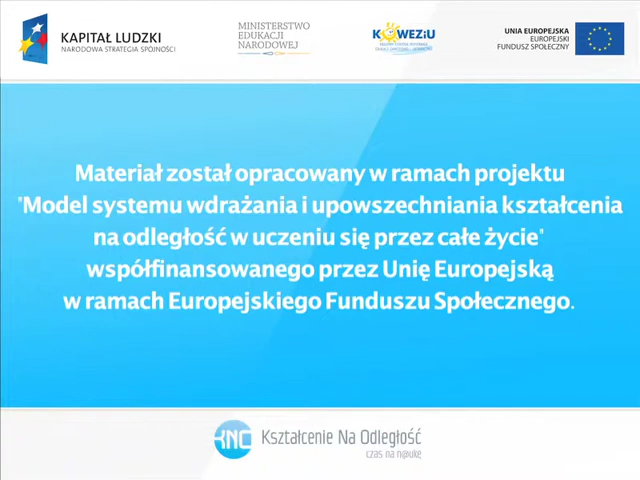 KAPITAŁ LUDZKI
NARODOWA STRATEGIA SPÓJNOŚCI
MINISTERSTWO
EDUKACJI
NARODOWEJ
KOWEZiU
UNIA EUROPEJSKA
EUROPEJSKI
FUNDUSZ SPOŁECZNY
Materiał został opracowany w ramach projektu
"Model systemu wdrażania i upowszechniania kształcenia
na odległość w uczeniu się przez całe życie"
współfinansowanego przez Unię Europejską
w ramach Europejskiego Funduszu Społecznego.
KNO
Kształcenie Na Odległość
czas na n@ukę